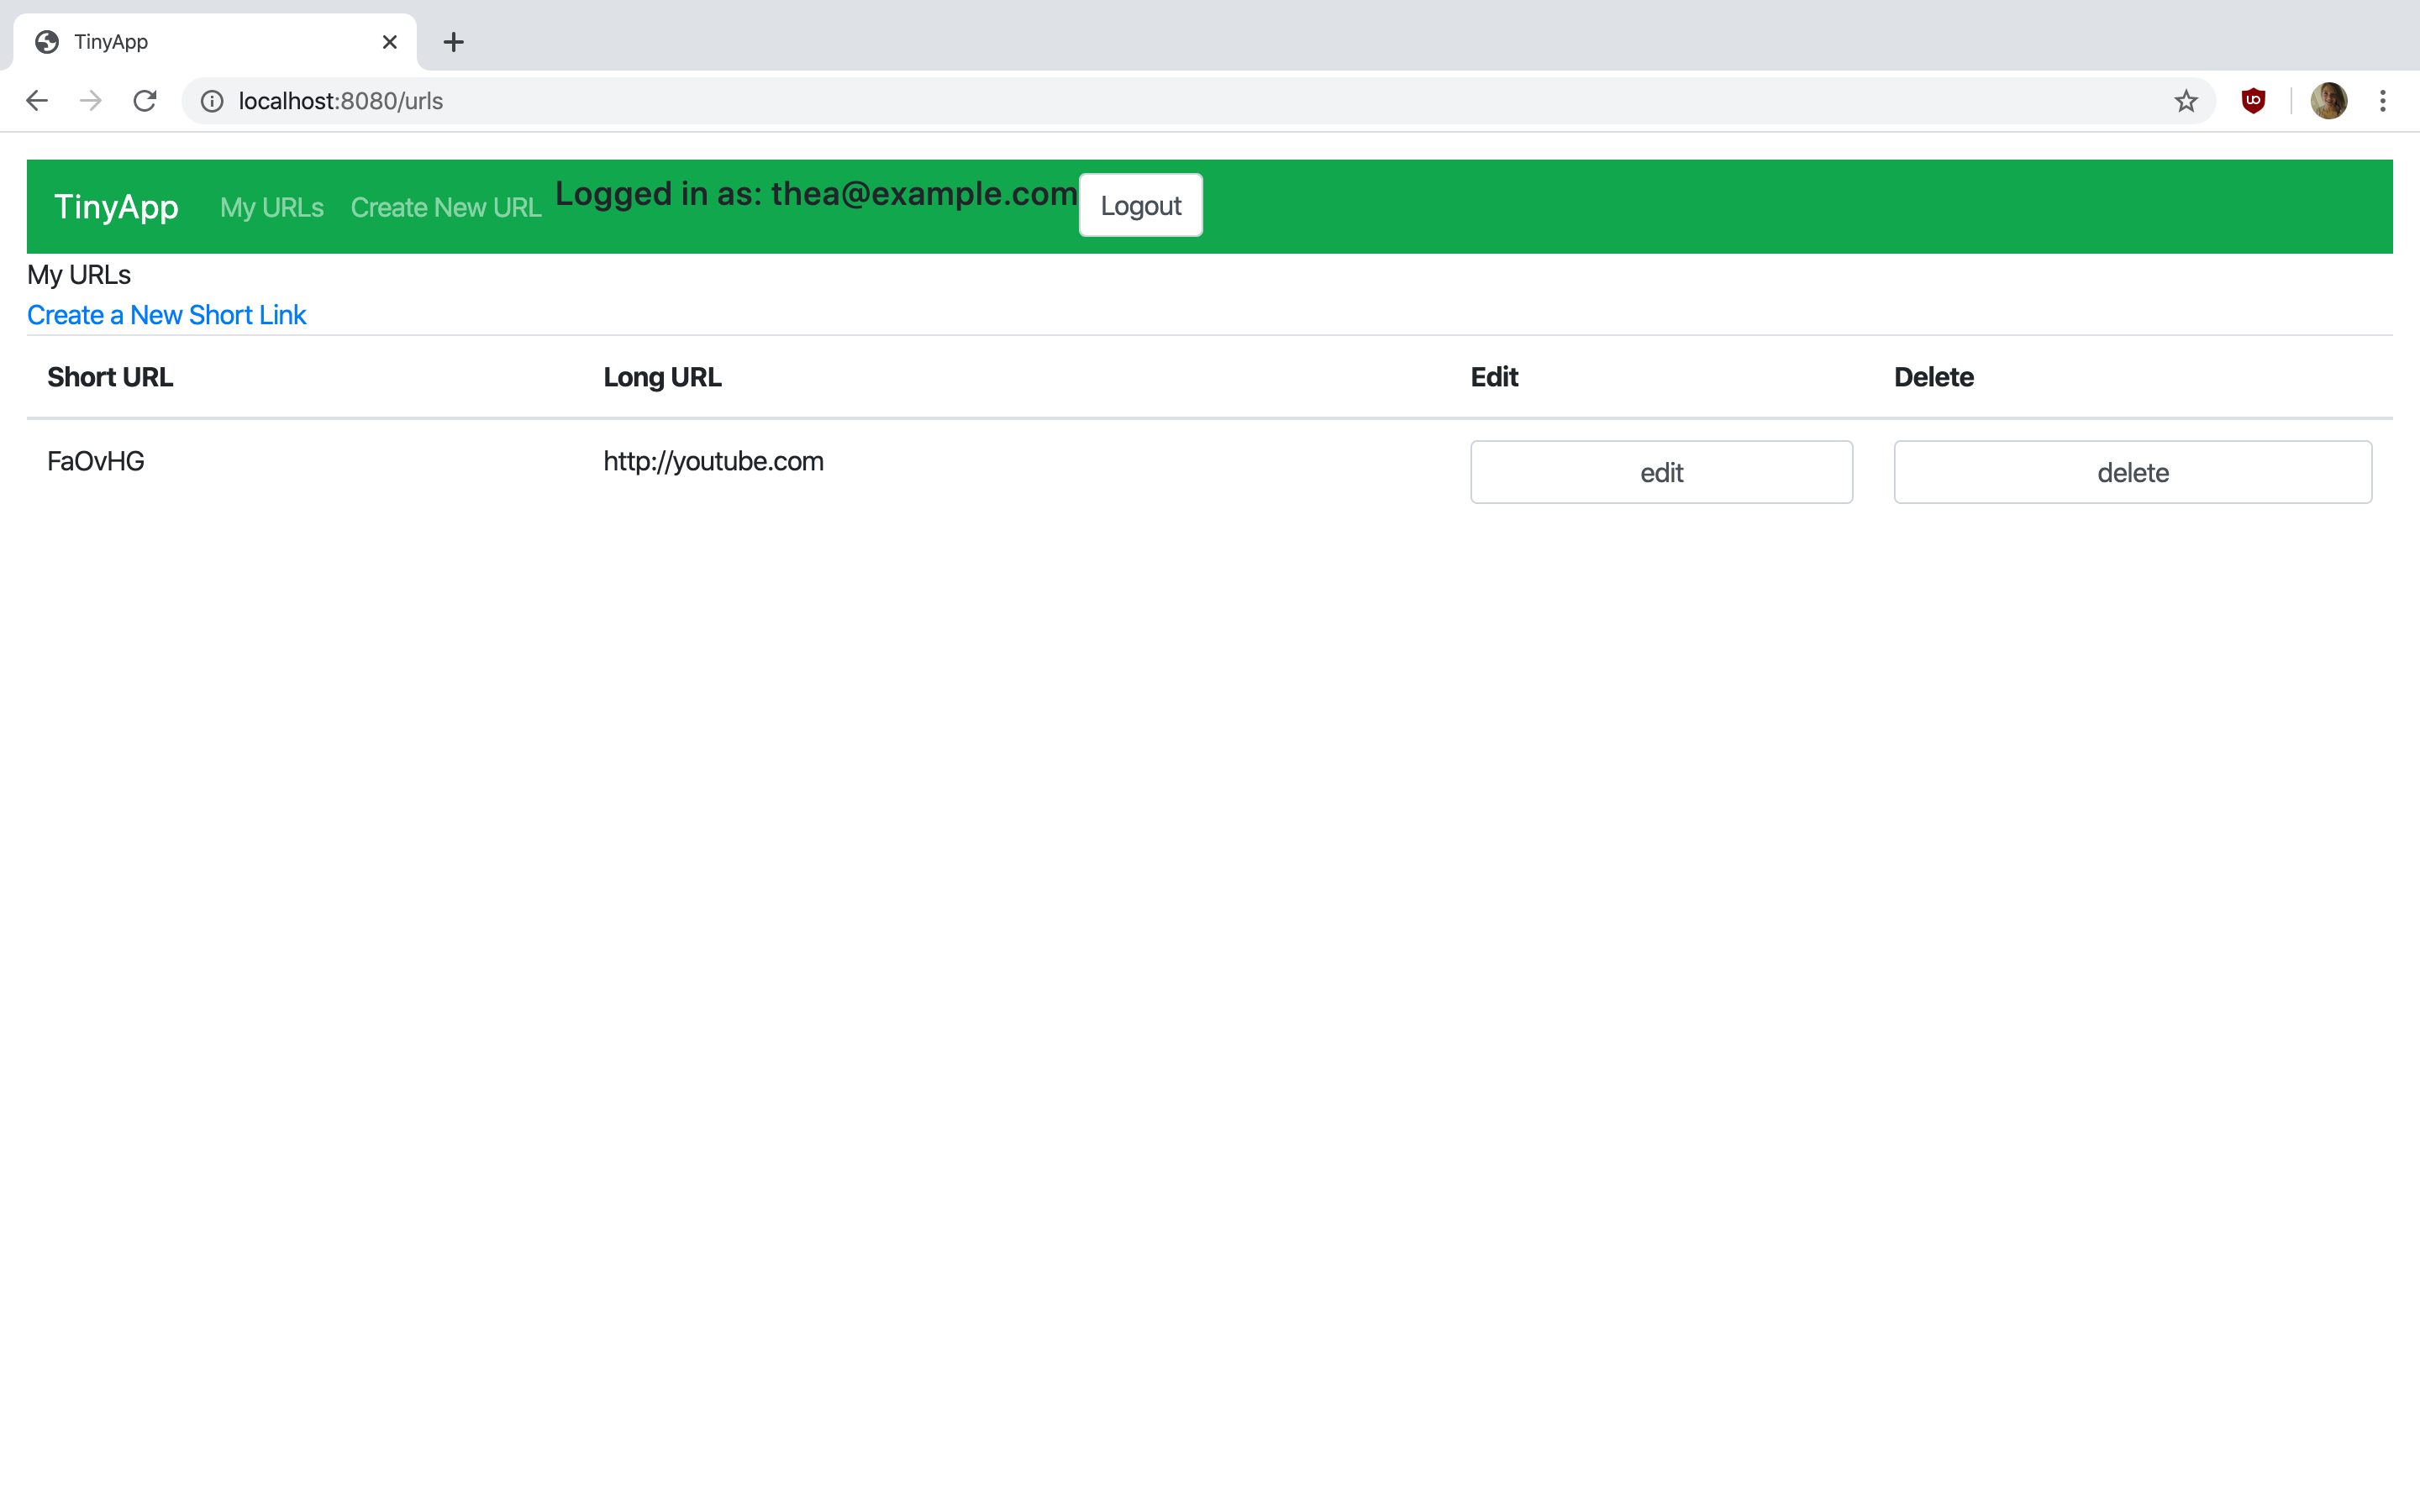 TinyApp
localhost:8080/urls
TinyApp My URLs Create New URL Logged in as: thea@example.com Logout
My URLs
Create a New Short Link
Short URL Long URL Edit Delete
FaOvHG http://youtube.com edit delete